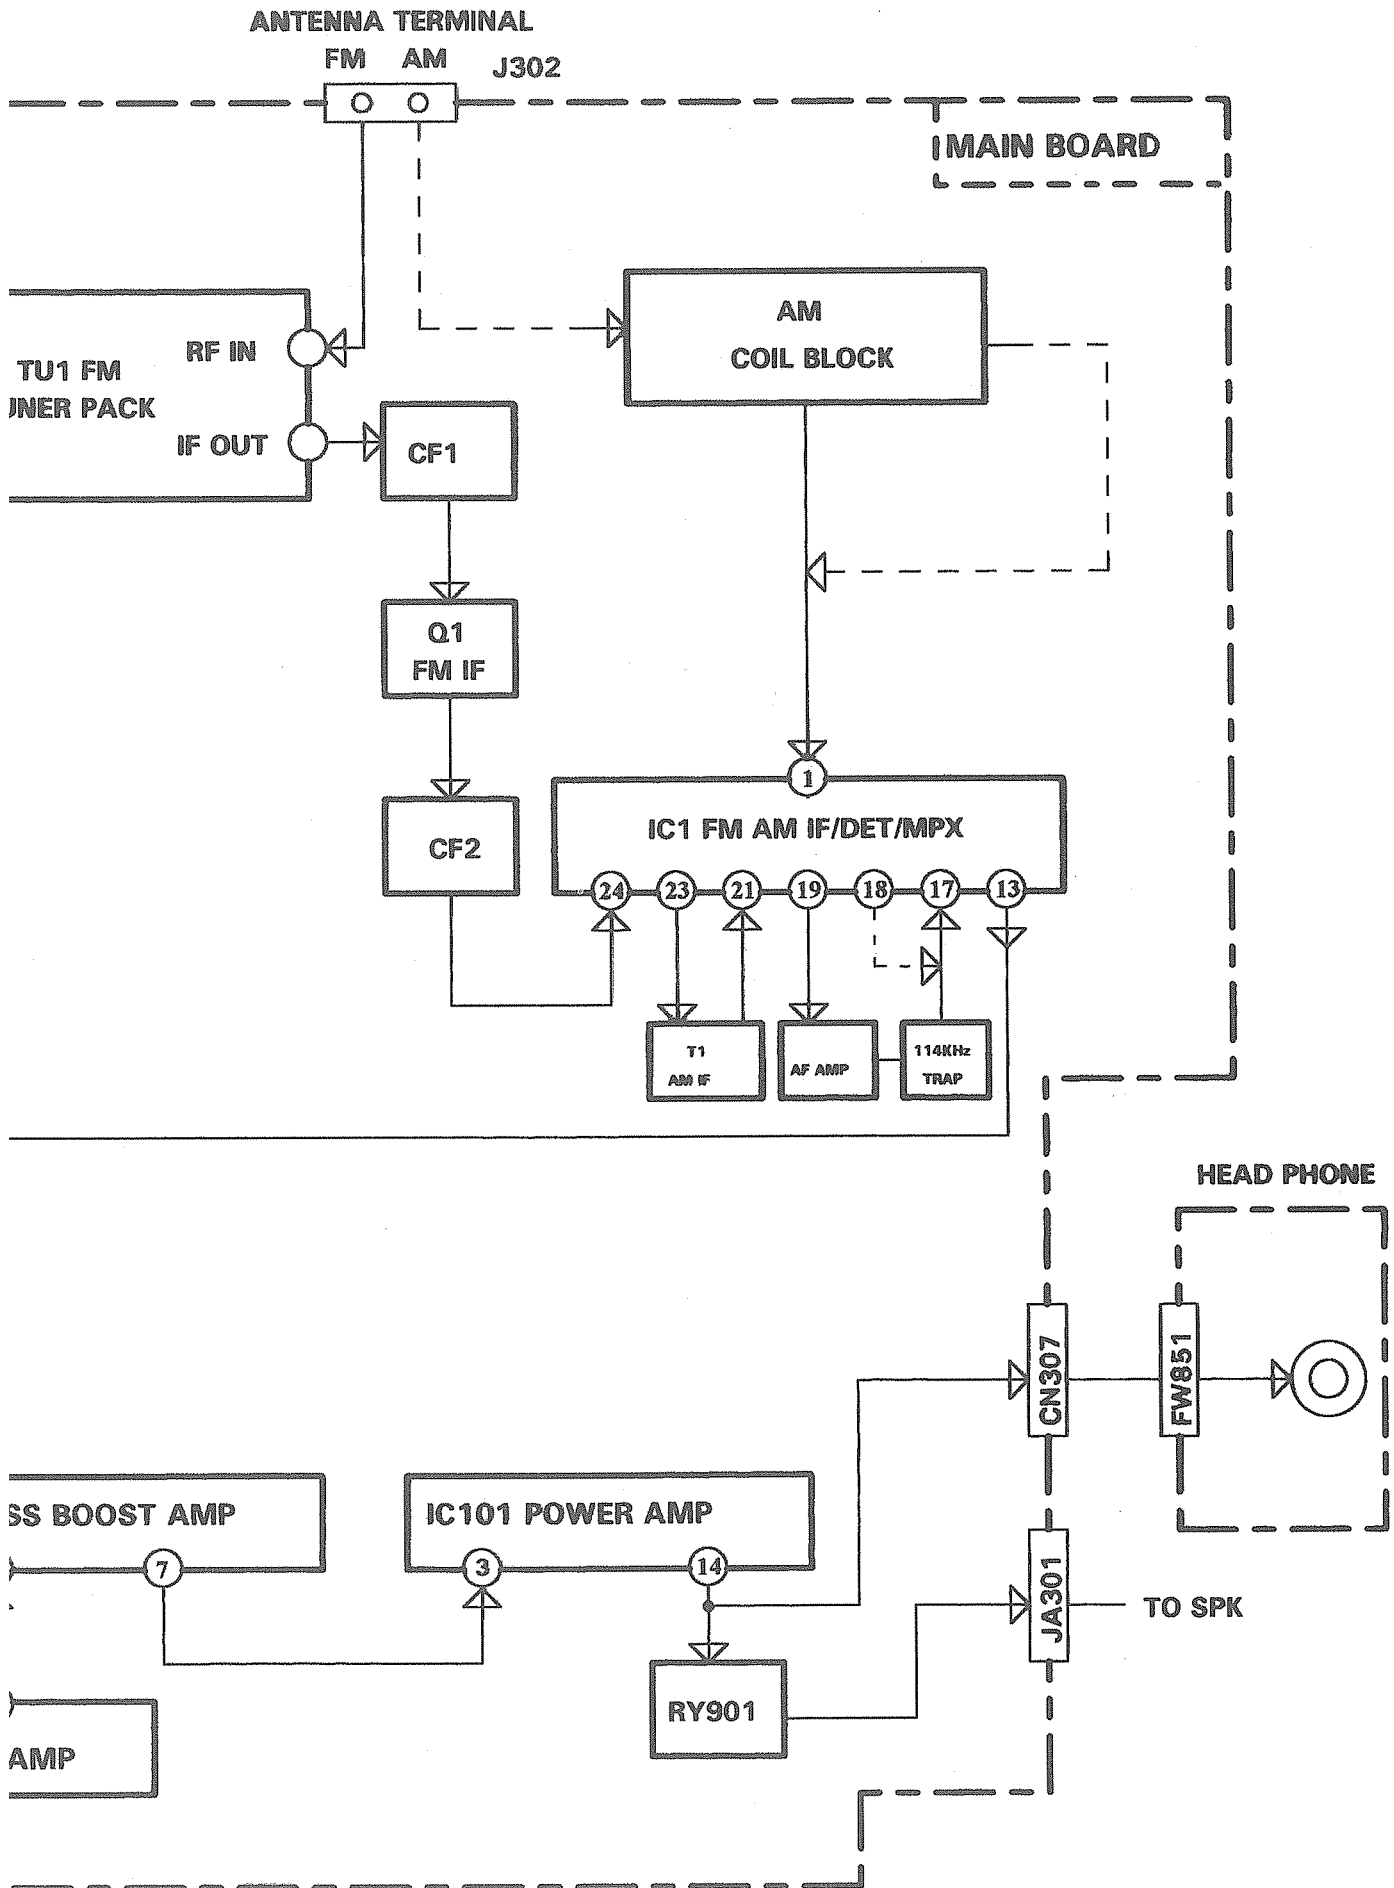 ANTENNA TERMINAL
FM AM
J302
MAIN BOARD
AM
COIL BLOCK
RF IN
TU1 FM
UNER PACK
IF OUT
CF1
Q1
FM IF
CF2
1
IC1 FM AM IF/DET/MPX
24 23 21 19 18 17 13
T1
AM IF
AF AMP
114KHz
TRAP
HEAD PHONE
CN307
FW851
SS BOOST AMP
7
IC101 POWER AMP
3 14
JA301
TO SPK
RY901
AMP